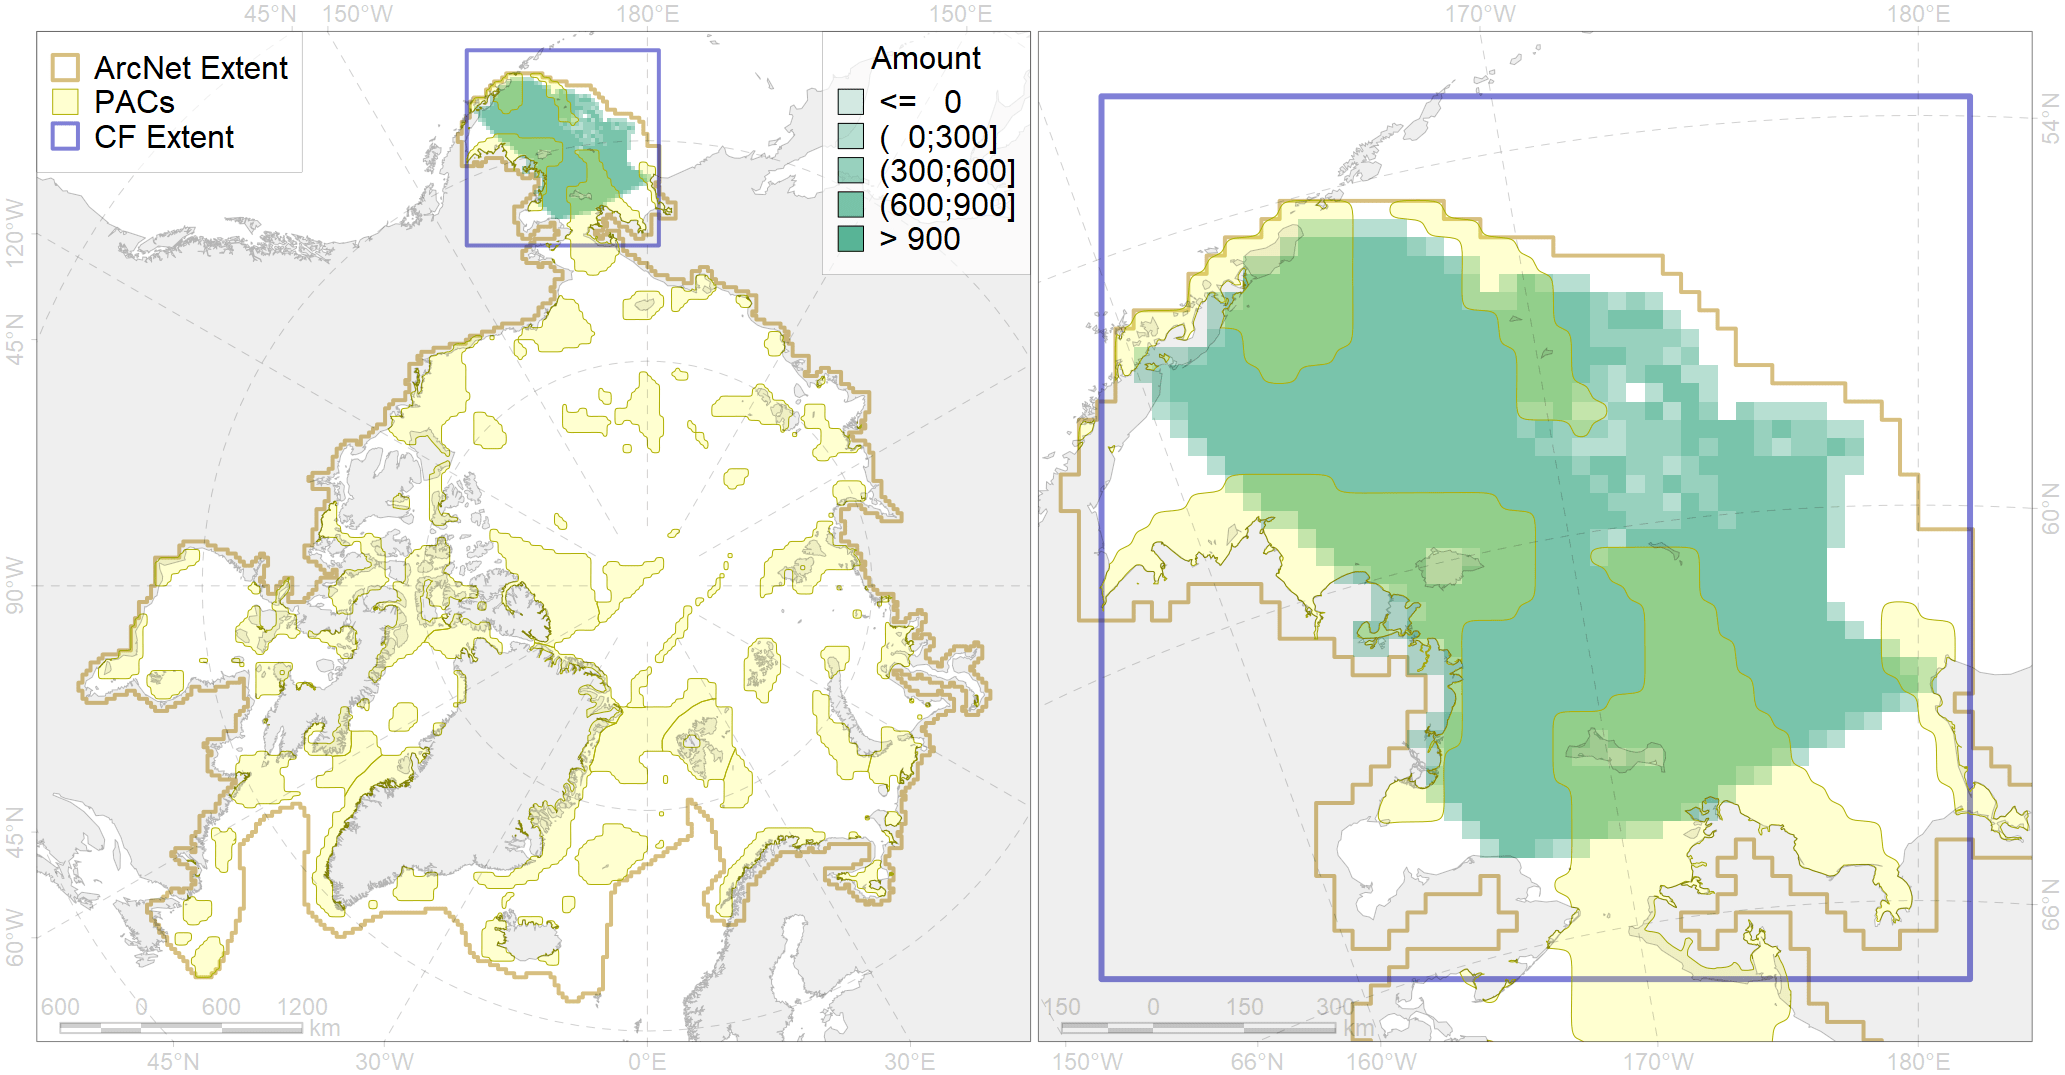 45°N 150°W 180°E 150°E 170°W 180°E
ArcNet Extent
PACs
CF Extent
Amount
<= 0
( 0;300]
(300;600]
(600;900]
> 900
120°W
45°N
90°W
45°N
60°W
54°N
60°N
66°N
600 0 600 1200
km
150 0 150 300
km
45°N 30°W 0°E 30°E 150°W 66°N 160°W 170°W 180°E